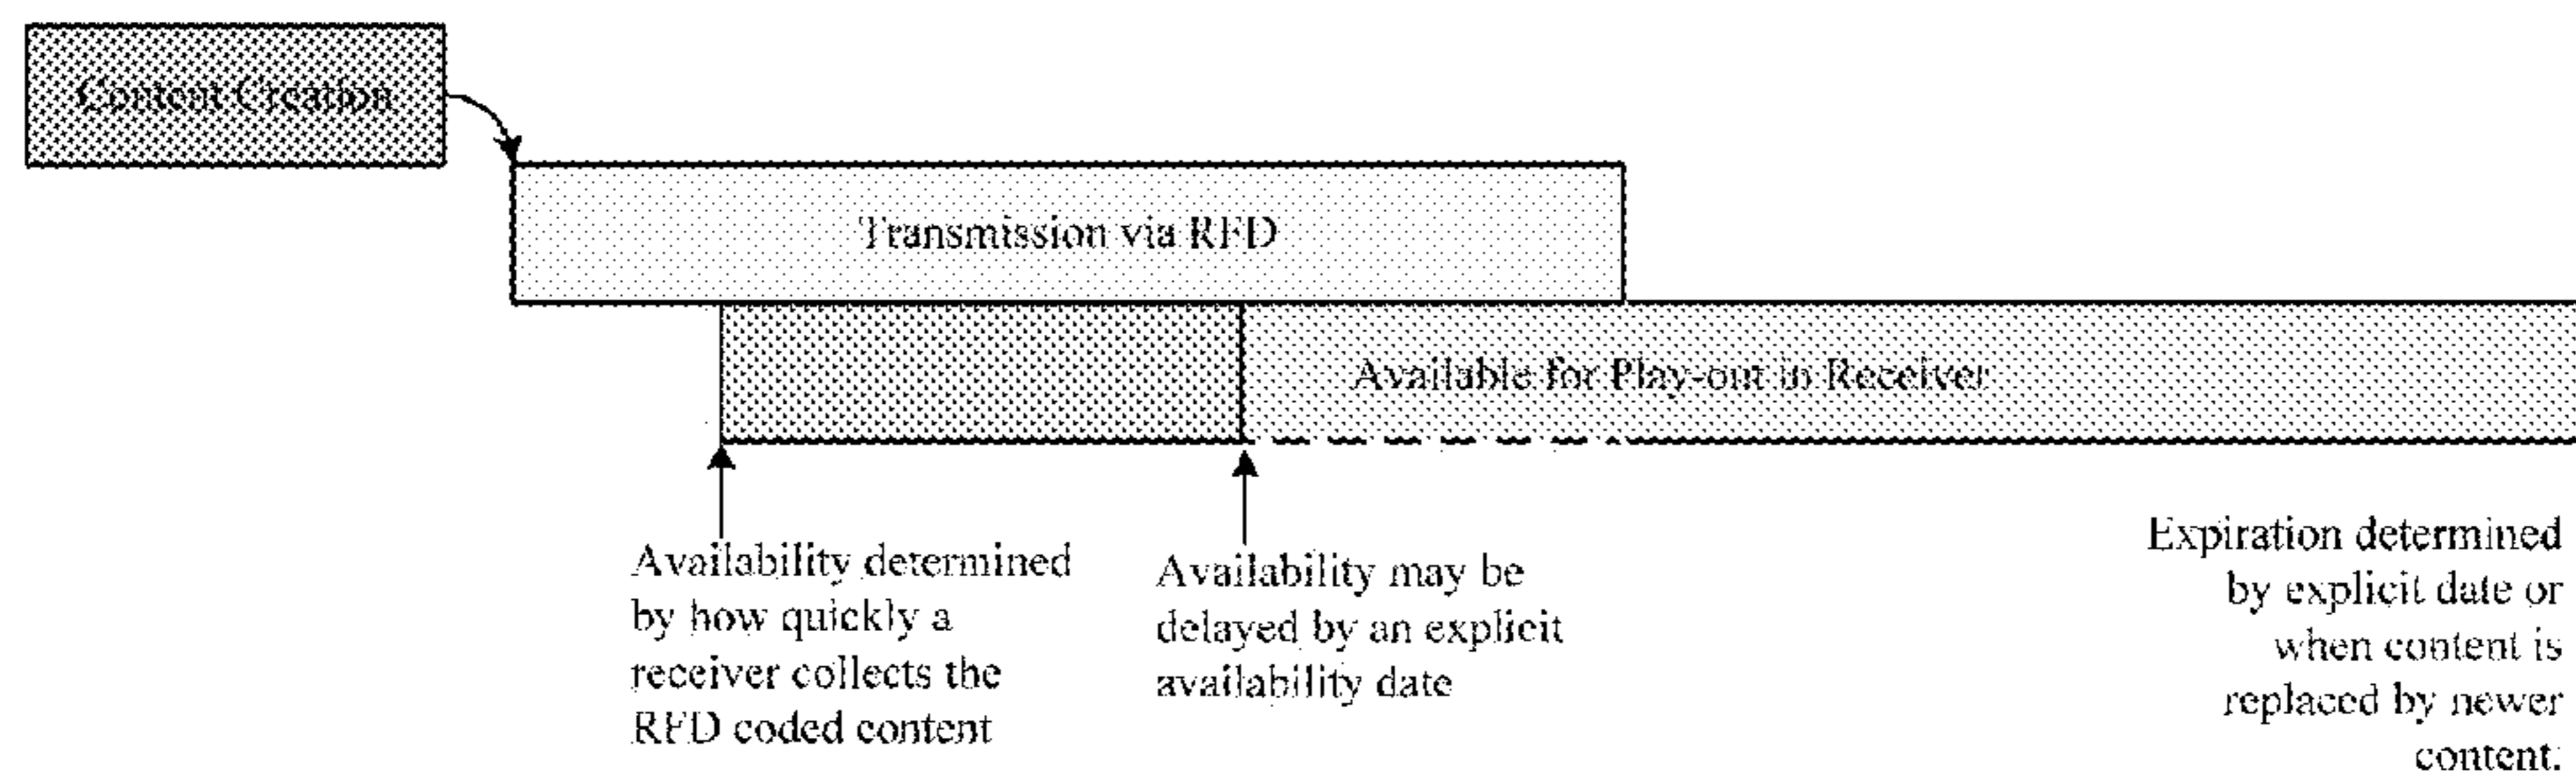 Content Creation
Transmission via RFD
Available for Play-out in Receiver
Availability determined
by how quickly a
receiver collects the
RFD coded content
Availability may be
delayed by an explicit
availability date
Expiration determined
by explicit date or
when content is
replaced by newer
content.